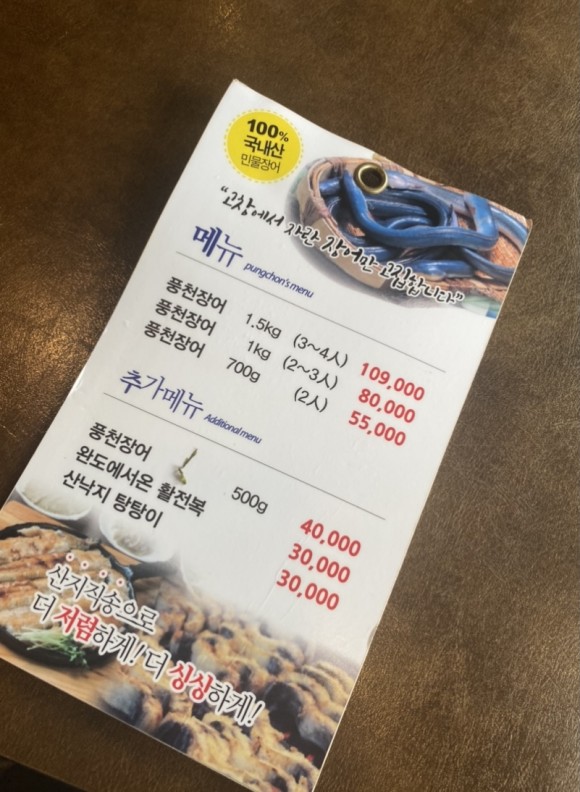 100%
국내산
민물장어
"고창에서 자란 장어만 고집합니다"
메뉴 pungchon's menu
풍천장어 1.5kg (3~4人) 109,000
풍천장어 1kg (2~3人) 80,000
풍천장어 700g (2人) 55,000
추가메뉴 Additional menu
풍천장어 500g 40,000
완도에서온 활전복 30,000
산낙지 탕탕이 30,000
산지직송으로
더 저렴하게! 더 싱싱하게!